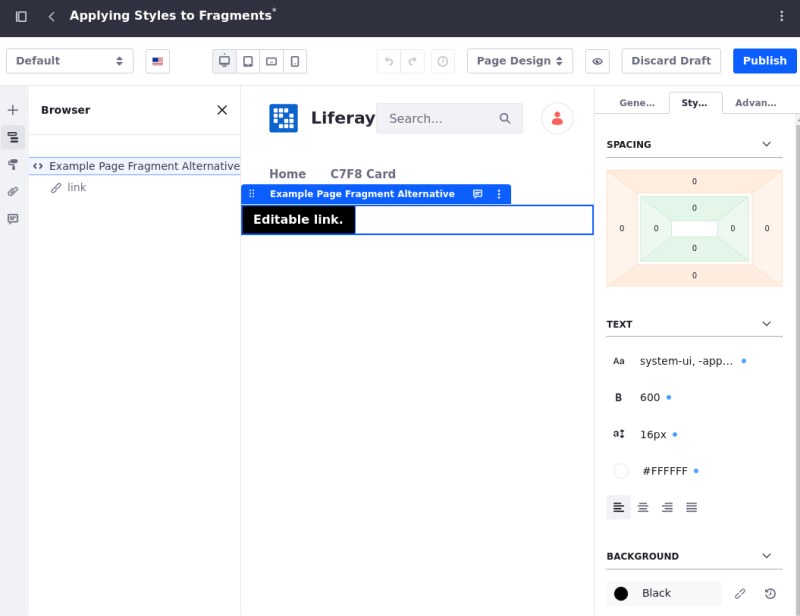 Applying Styles to Fragments*
Default
Page Design
Discard Draft
Publish
Browser
Example Page Fragment Alternative
link
Liferay
Search...
Home
C7F8 Card
Example Page Fragment Alternative
Editable link.
Gene...
Sty...
Advan...
SPACING
0
0
0 0 0 0
0
0
TEXT
Aa system-ui, -app...
B 600
a 16px
#FFFFFF
BACKGROUND
Black